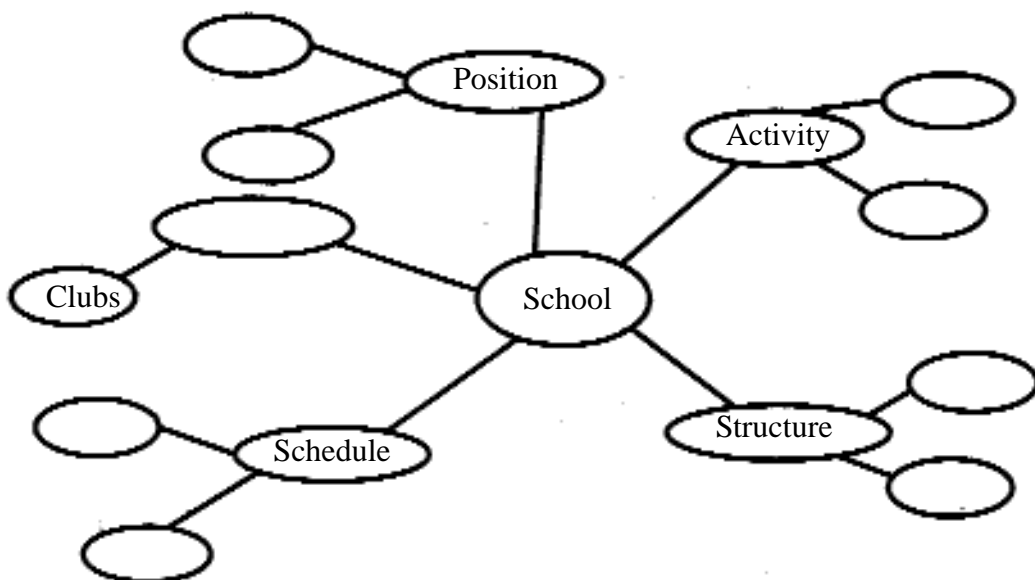 Position
Activity
Clubs
School
Schedule
Structure